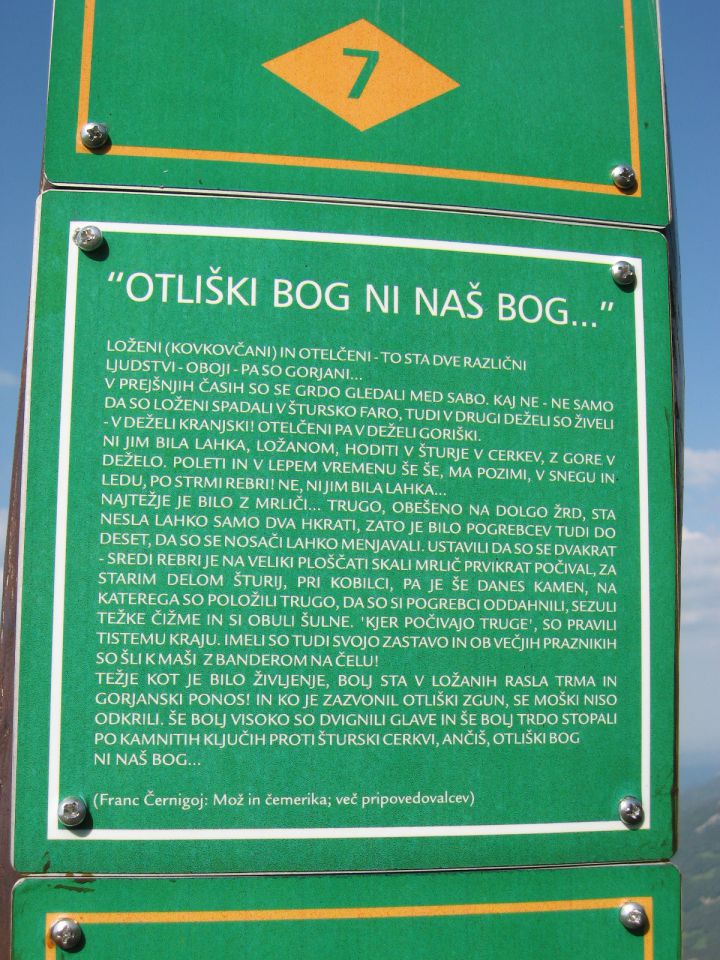 7
“OTLIŠKI BOG NI NAŠ BOG...”
LOŽENI (KOVKOVČANI) IN OTELČENI - TO STA DVE RAZLIČNI
LJUDSTVI - OBOJI - PA SO GORJANI...
V PREJŠNJIH ČASIH SO SE GRDO GLEDALI MED SABO. KAJ NE - NE SAMO
DA SO LOŽENI SPADALI V ŠTURSKO FARO, TUDI V DRUGI DEŽELI SO ŽIVELI
- V DEŽELI KRANJSKI! OTELČENI PA V DEŽELI GORIŠKI.
NI JIM BILA LAHKA, LOŽANOM, HODITI V ŠTURJE V CERKEV, Z GORE V
DEŽELO. POLETI IN V LEPEM VREMENU ŠE ŠE, MA POZIMI, V SNEGU IN
LEDU, PO STRMI REBRI! NE, NI JIM BILA LAHKA...
NAJTEŽJE JE BILO Z MRLIČI... TRUGO, OBEŠENO NA DOLGO ŽRD, STA
NESLA LAHKO SAMO DVA HKRATI, ZATO JE BILO POGREBCEV TUDI DO
DESET, DA SO SE NOSAČI LAHKO MENJAVALI. USTAVILI DA SO SE DVAKRAT
- SREDI REBRI JE NA VELIKI PLOŠČATI SKALI MRLIČ PRVIKRAT POČIVAL, ZA
STARIM DELOM ŠTURIJ, PRI KOBILCI, PA JE ŠE DANES KAMEN, NA
KATEREGA SO POLOŽILI TRUGO, DA SO SI POGREBCI ODDAHNILI, SEZULI
TEŽKE ČIŽME IN SI OBULI ŠULNE. 'KJER POČIVAJO TRUGE', SO PRAVILI
TISTEMU KRAJU. IMELI SO TUDI SVOJO ZASTAVO IN OB VEČJIH PRAZNIKIH
SO ŠLI K MAŠI Z BANDEROM NA ČELU!
TEŽJE KOT JE BILO ŽIVLJENJE, BOLJ STA V LOŽANIH RASLA TRMA IN
GORJANSKI PONOS! IN KO JE ZAZVONIL OTLIŠKI ZGUN, SE MOŠKI NISO
ODKRILI. ŠE BOLJ VISOKO SO DVIGNILI GLAVE IN ŠE BOLJ TRDO STOPALI
PO KAMNITIH KLJUČIH PROTI ŠTURSKI CERKVI, ANČIŠ, OTLIŠKI BOG
NI NAŠ BOG...
(Franc Černigoj: Mož in čemerika; več pripovedovalcev)